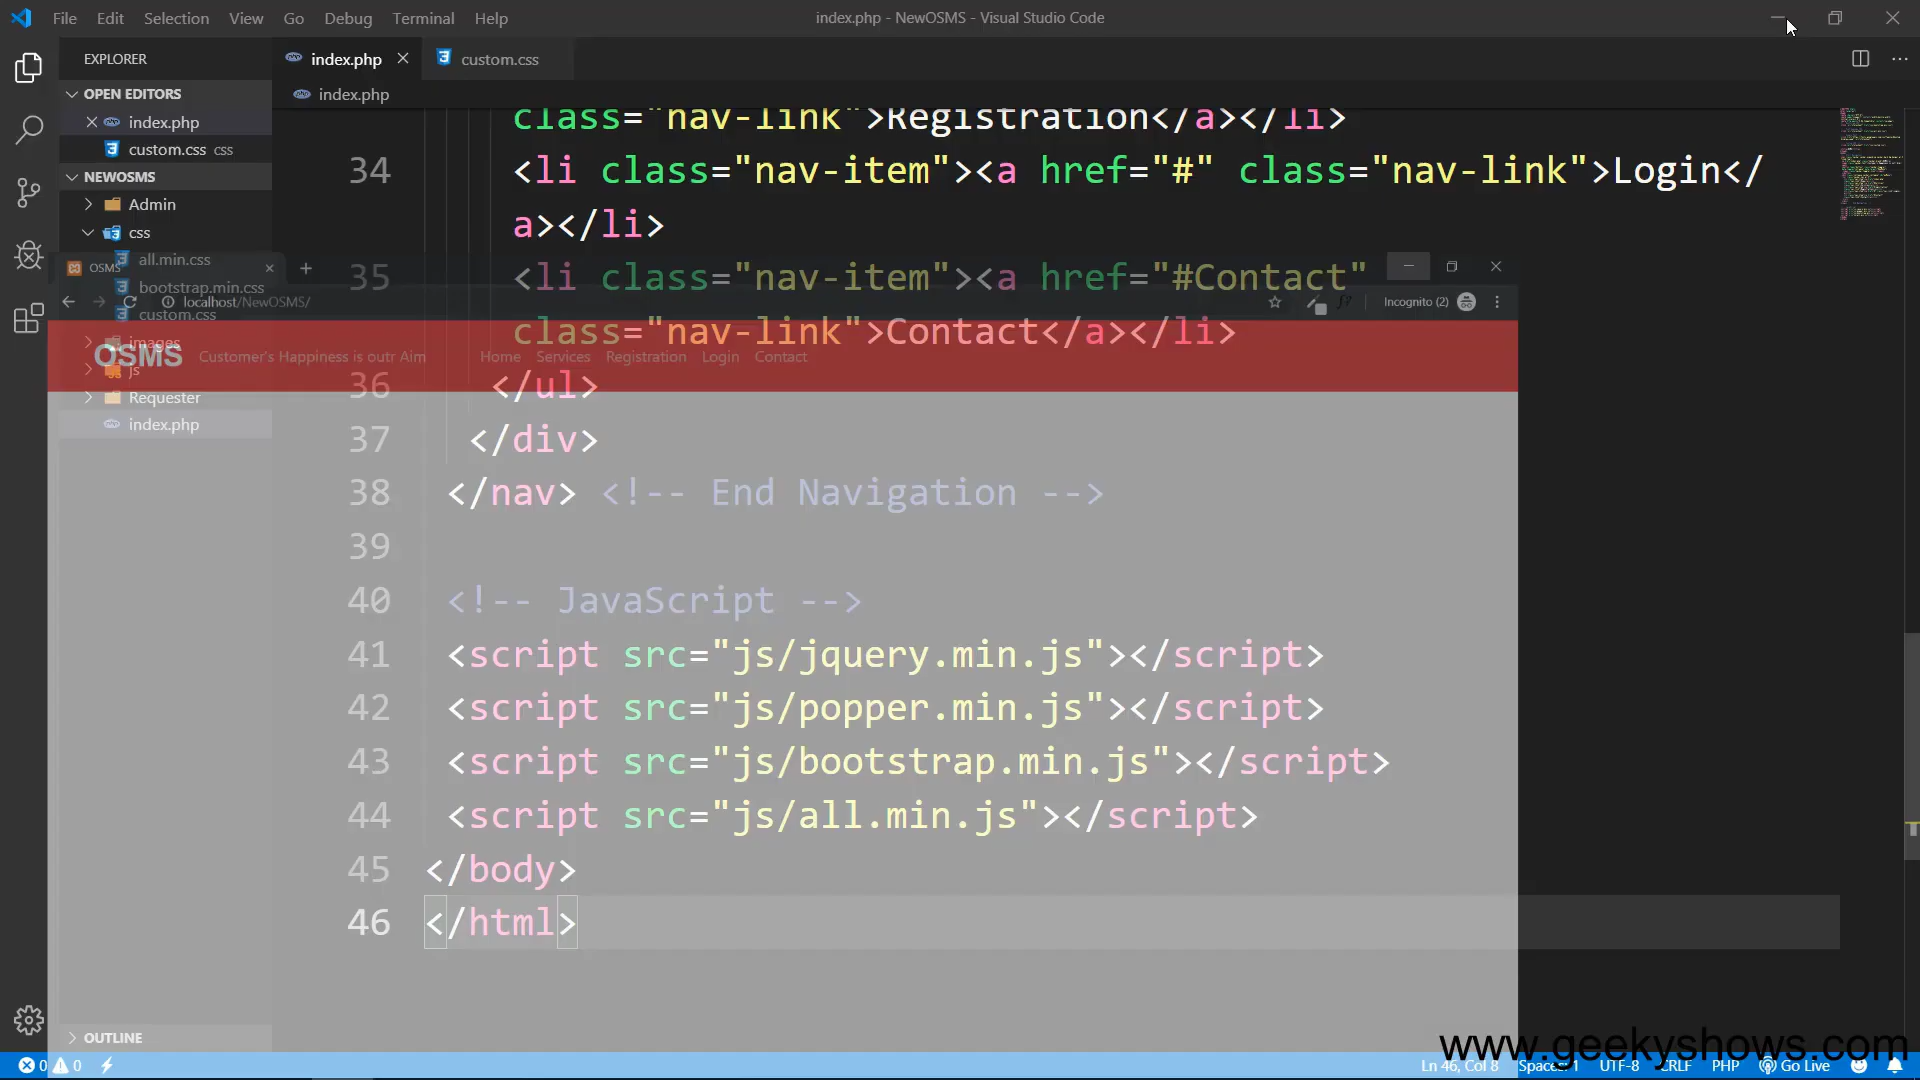 File Edit Selection View Go Debug Terminal Help
index.php - NewOSMS - Visual Studio Code
EXPLORER
index.php
custom.css
OPEN EDITORS
index.php
index.php
custom.css css
NEWOSMS
Admin
css
all.min.css
bootstrap.min.css
custom.css
images
js
Requester
index.php
OUTLINE
class="nav-link">Registration</a></li>
34 <li class="nav-item"><a href="#" class="nav-link">Login</
a></li>
35 <li class="nav-item"><a href="#Contact"
class="nav-link">Contact</a></li>
36 </ul>
37 </div>
38 </nav> <!-- End Navigation -->
39
40 <!-- JavaScript -->
41 <script src="js/jquery.min.js"></script>
42 <script src="js/popper.min.js"></script>
43 <script src="js/bootstrap.min.js"></script>
44 <script src="js/all.min.js"></script>
45 </body>
46 </html>
OSMS
localhost/NewOSMS/
Incognito (2)
OSMS Customer's Happiness is outr Aim Home Services Registration Login Contact
www.geekyshows.com
0 0 Ln 46, Col 8 Spaces: 1 UTF-8 CRLF PHP Go Live